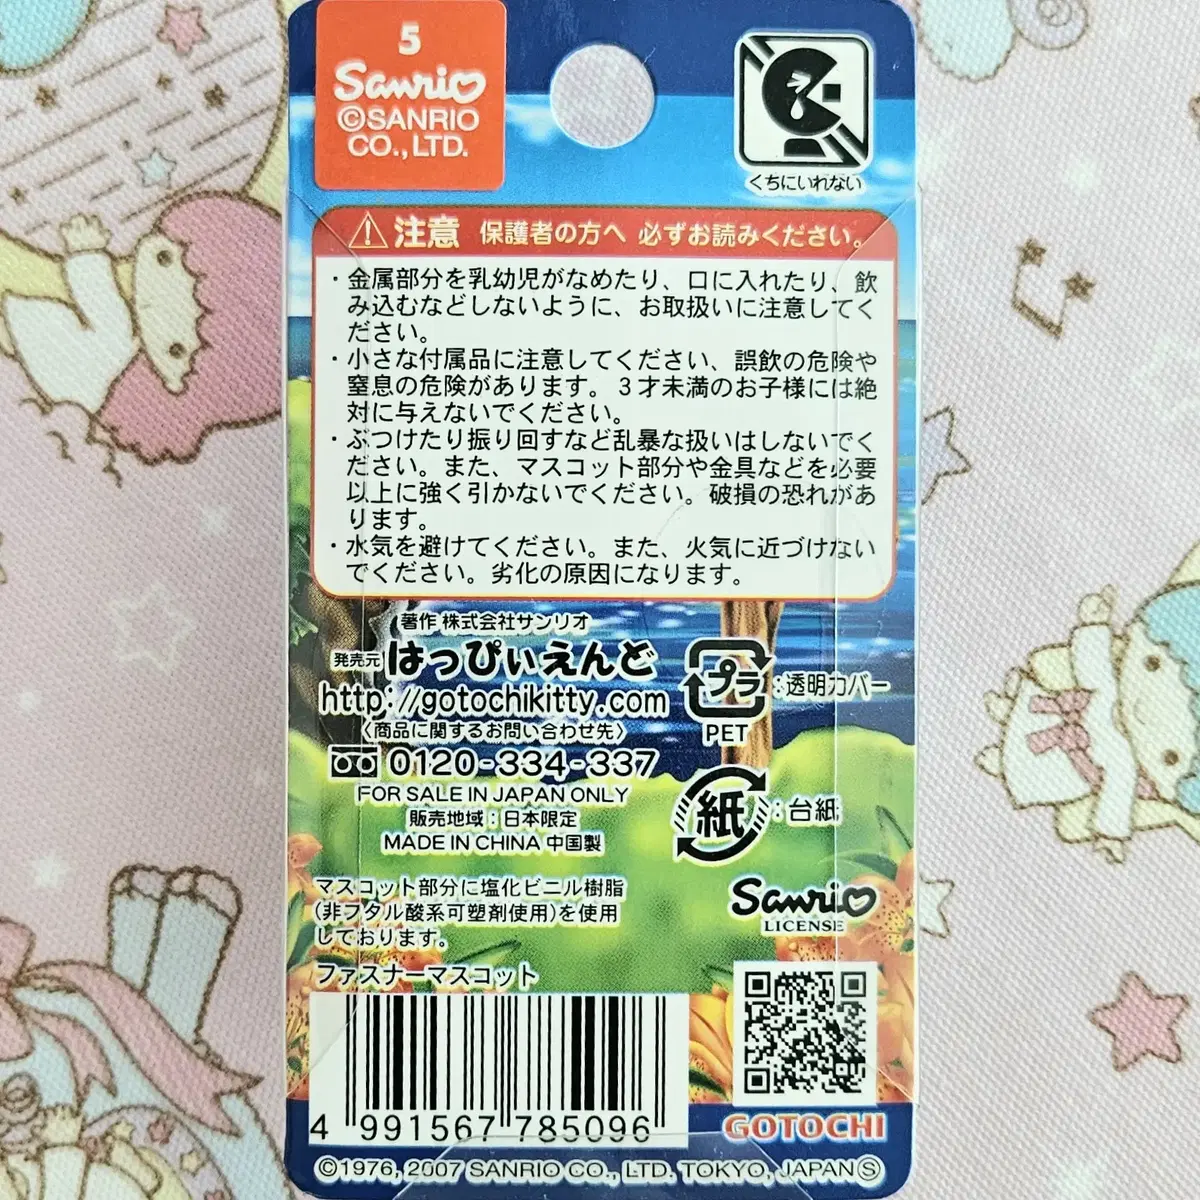 5
Sanrio
©SANRIO
CO., LTD.
くちにいれない
注意 保護者の方へ 必ずお読みください。
・金属部分を乳幼児がなめたり、口に入れたり、飲
み込むなどしないように、お取扱いに注意してく
ださい。
・小さな付属品に注意してください、誤飲の危険や
窒息の危険があります。3才未満のお子様には絶
対に与えないでください。
・ぶつけたり振り回すなど乱暴な扱いはしないでく
ださい。また、マスコット部分や金具などを必要
以上に強く引かないでください。破損の恐れがあ
ります。
・水気を避けてください。また、火気に近づけない
でください。劣化の原因になります。
著作 株式会社サンリオ
発売元 はっぴぃえんど
http://gotochikitty.com
〈商品に関するお問い合わせ先〉
0120-334-337
FOR SALE IN JAPAN ONLY
販売地域:日本限定
MADE IN CHINA 中国製
プラ:透明カバー
PET
紙:台紙
マスコット部分に塩化ビニル樹脂
(非フタル酸系可塑剤使用)を使用
しております。
ファスナーマスコット
Sanrio
LICENSE
4 991567 785096
GOTOCHI
©1976, 2007 SANRIO CO., LTD. TOKYO, JAPAN Ⓢ